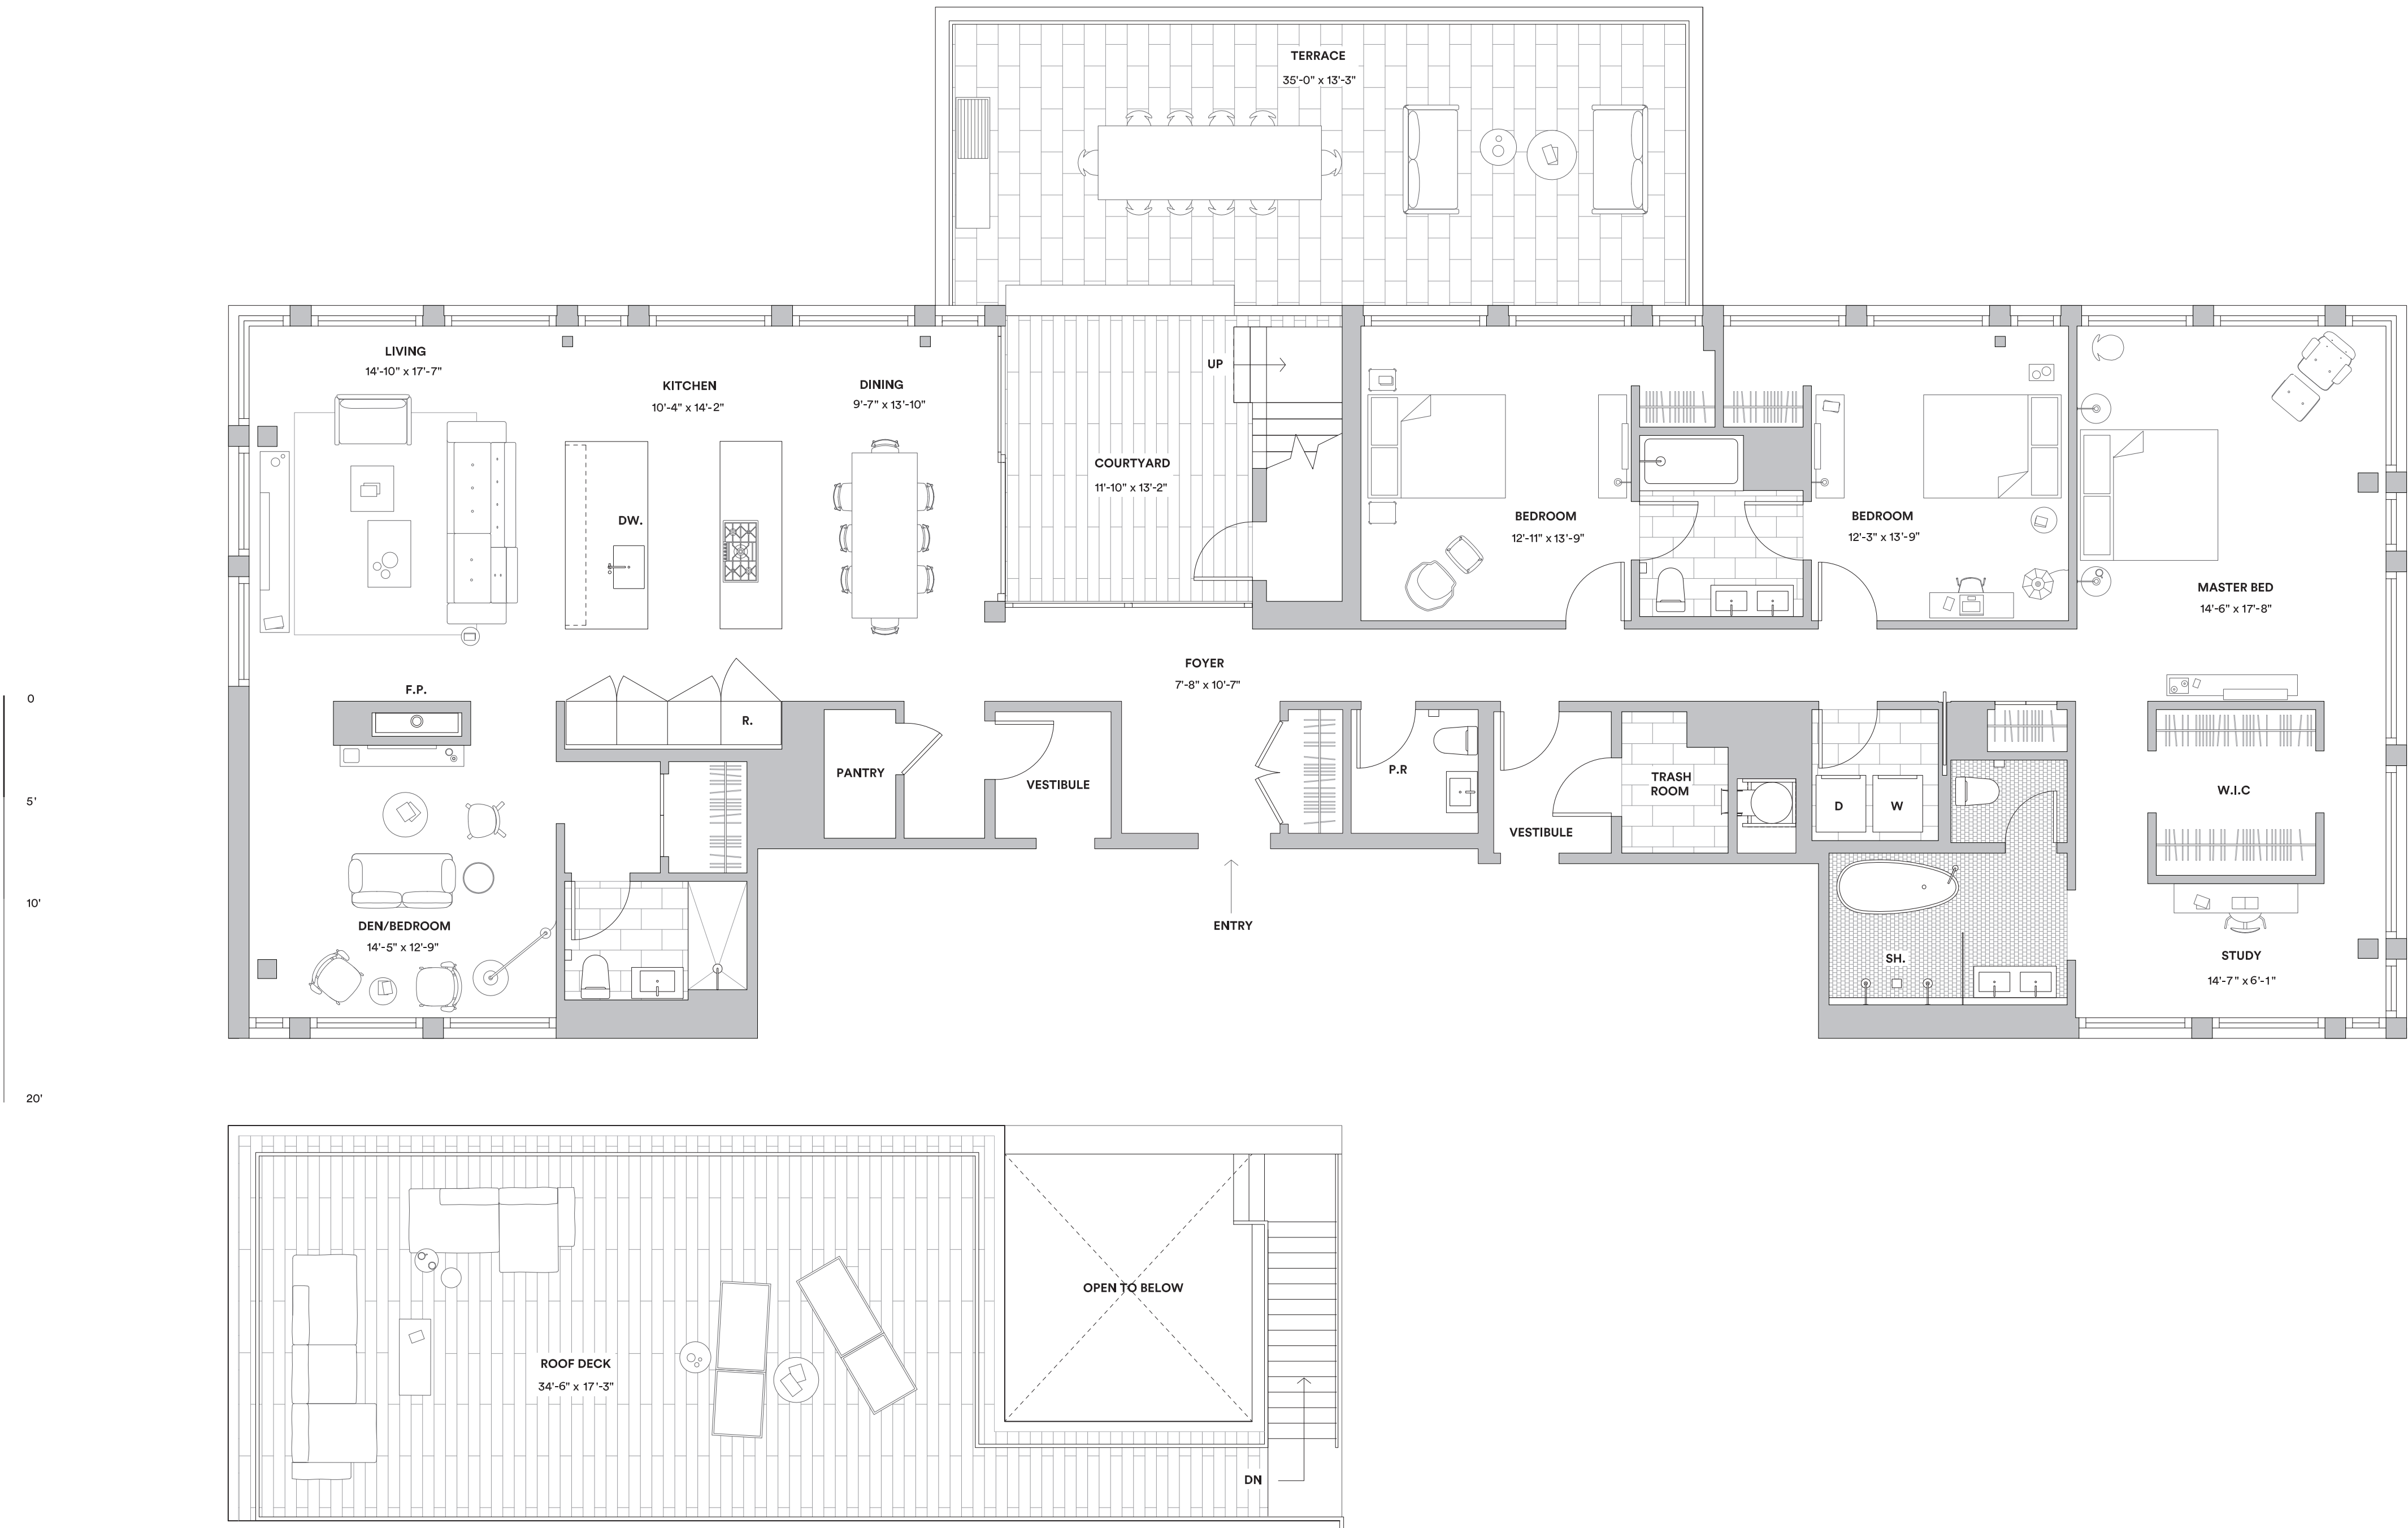 TERRACE
35'-0" x 13'-3"
LIVING
14'-10" x 17'-7"
KITCHEN
10'-4" x 14'-2"
DINING
9'-7" x 13'-10"
UP
COURTYARD
11'-10" x 13'-2"
DW.
BEDROOM
12'-11" x 13'-9"
BEDROOM
12'-3" x 13'-9"
MASTER BED
14'-6" x 17'-8"
FOYER
7'-8" x 10'-7"
F.P.
R.
0
5'
10'
20'
PANTRY
VESTIBULE
P.R
VESTIBULE
TRASH
ROOM
D
W
W.I.C
DEN/BEDROOM
14'-5" x 12'-9"
ENTRY
SH.
STUDY
14'-7" x 6'-1"
OPEN TO BELOW
ROOF DECK
34'-6" x 17'-3"
DN